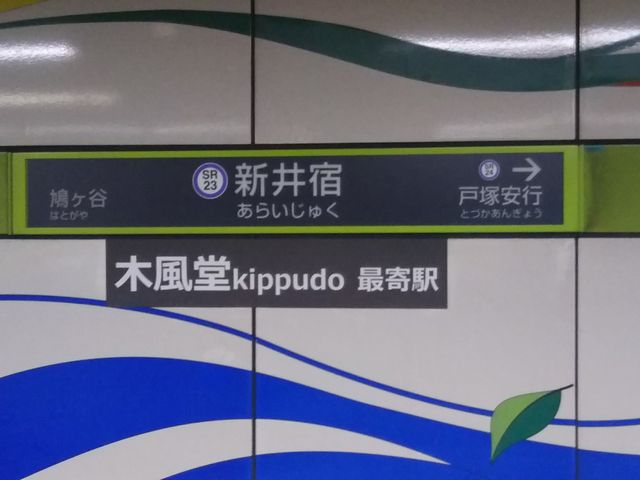 鳩ヶ谷
はとがや
SR
23
新井宿
あらいじゅく
SR
24
→
戸塚安行
とづかあんぎょう
木風堂kippudo 最寄駅